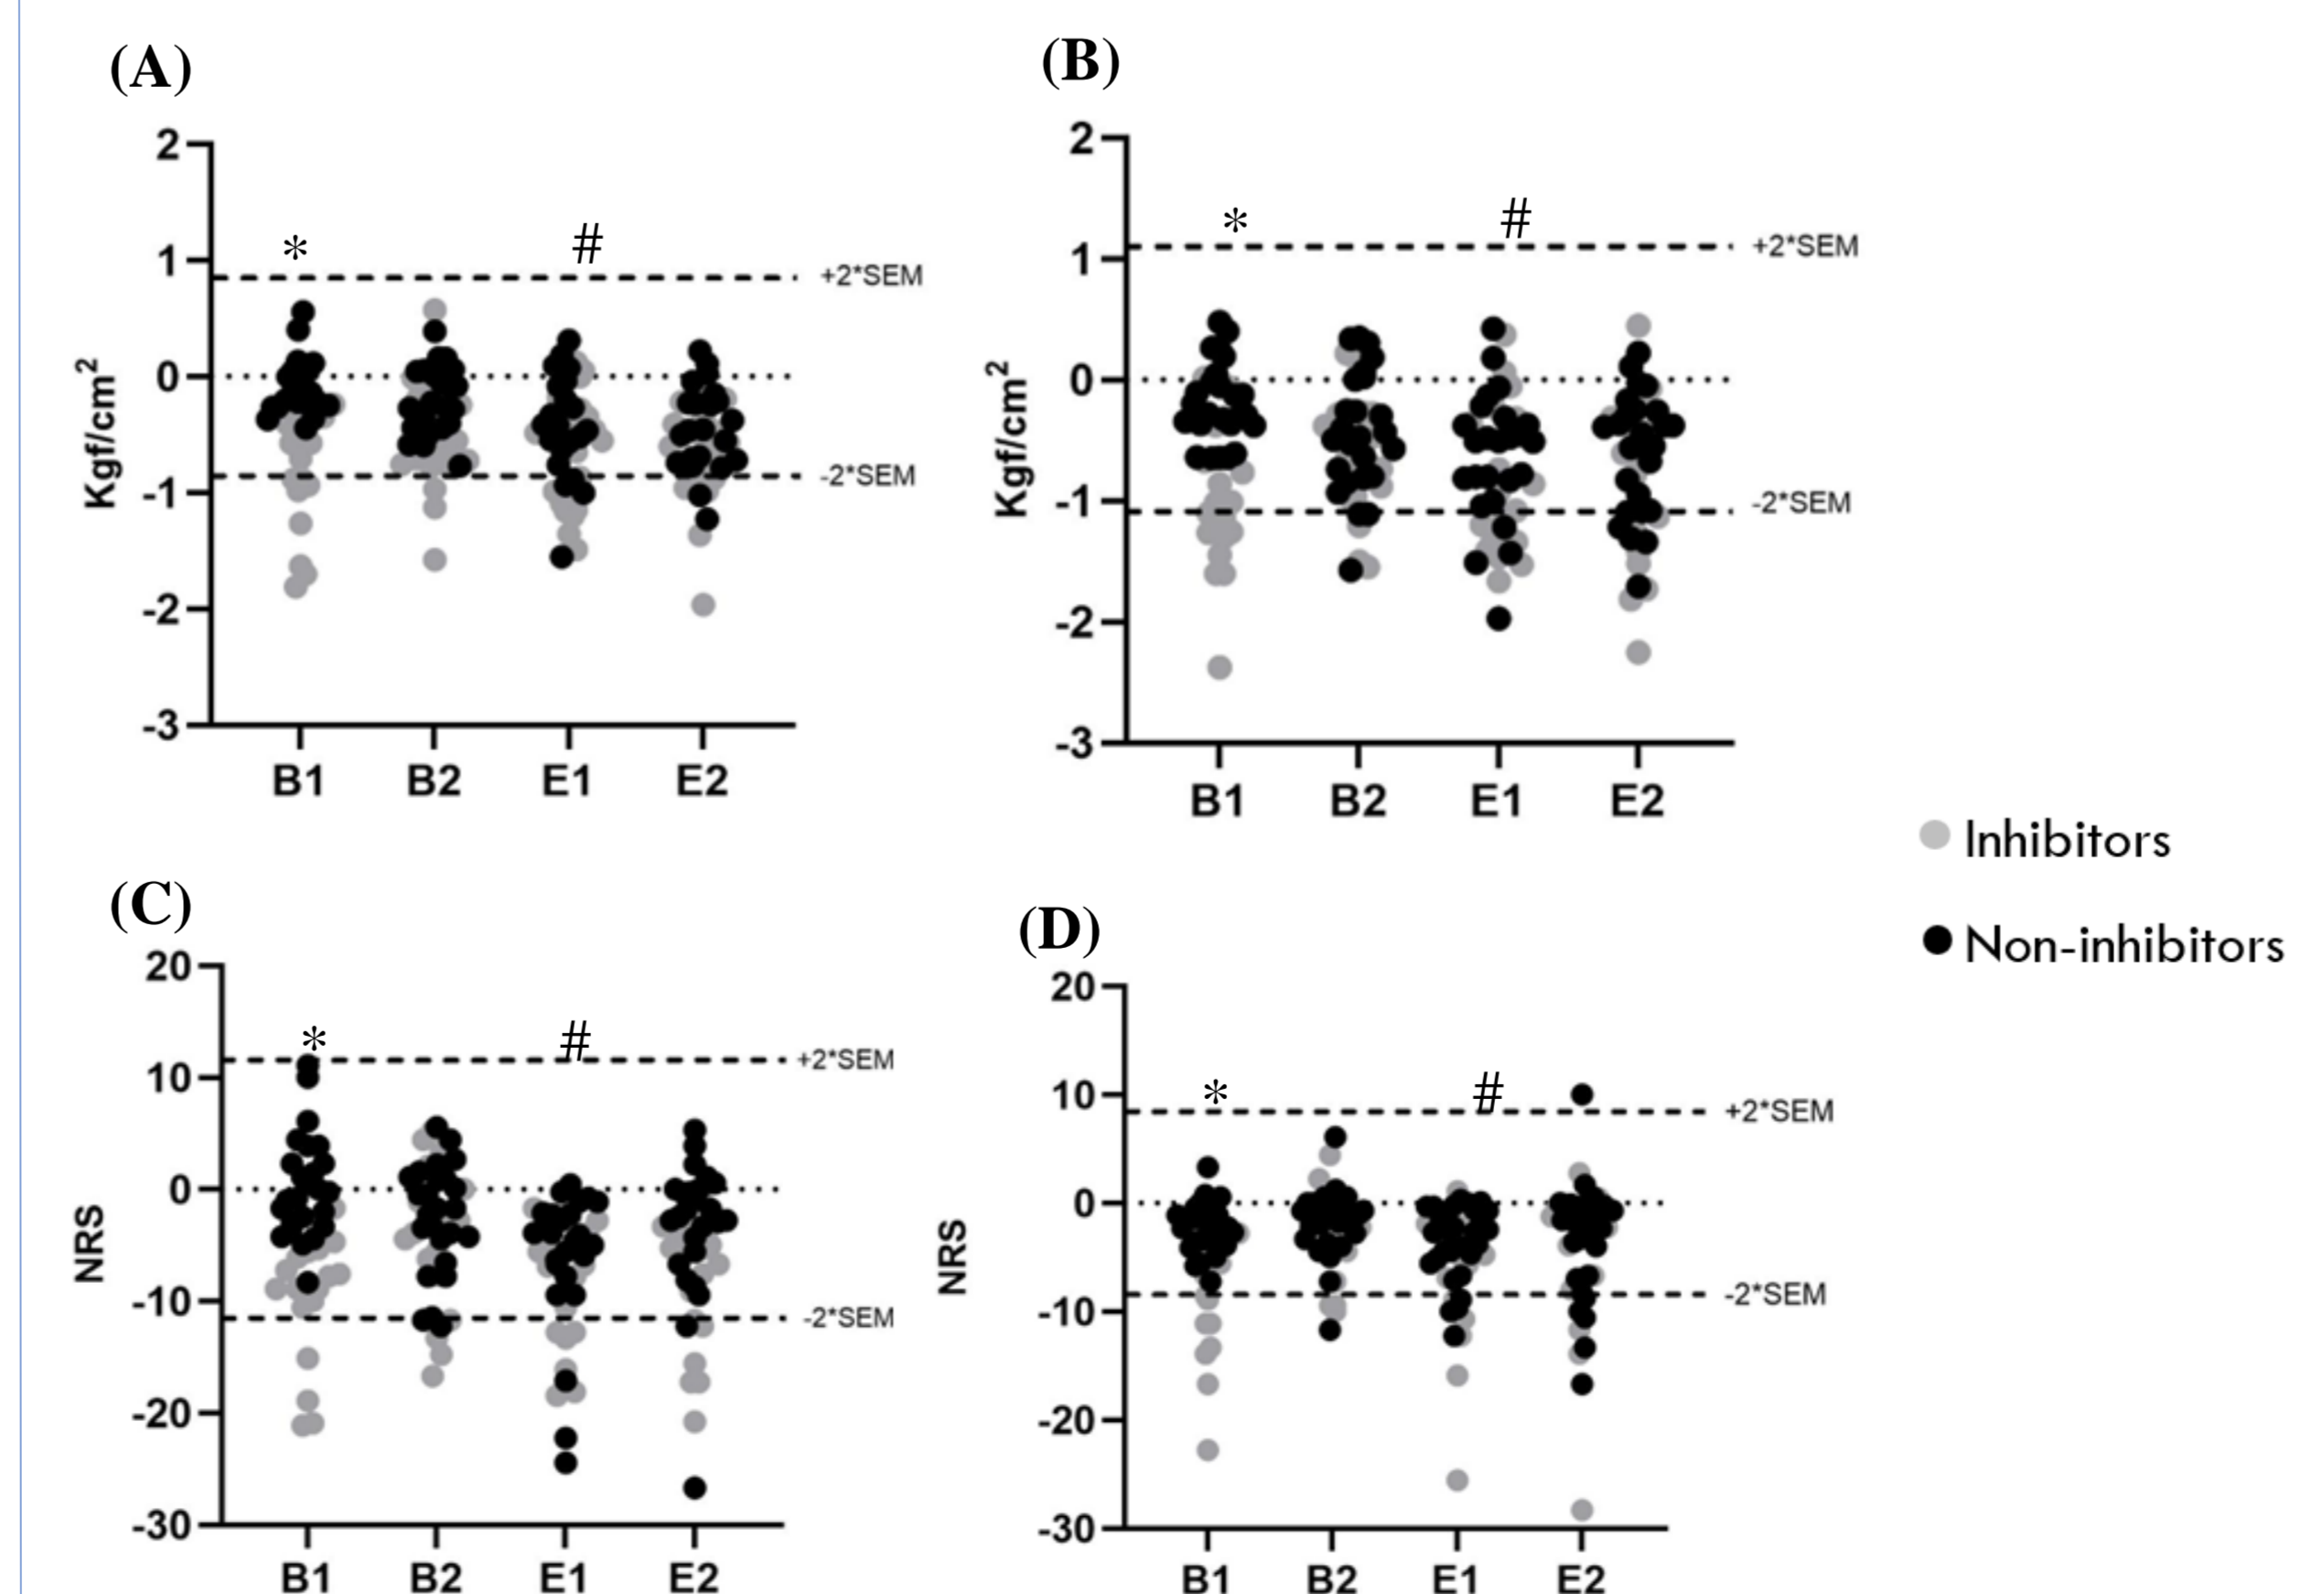 (A)
2
1
0
-1
-2
-3
Kgf/cm²
*
#
+2*SEM
-2*SEM
B1 B2 E1 E2
(B)
2
1
0
-1
-2
-3
Kgf/cm²
*
#
+2*SEM
-2*SEM
B1 B2 E1 E2
Inhibitors
Non-inhibitors
(C)
20
10
0
-10
-20
-30
NRS
*
#
+2*SEM
-2*SEM
B1 B2 E1 E2
(D)
20
10
0
-10
-20
-30
NRS
*
#
+2*SEM
-2*SEM
B1 B2 E1 E2